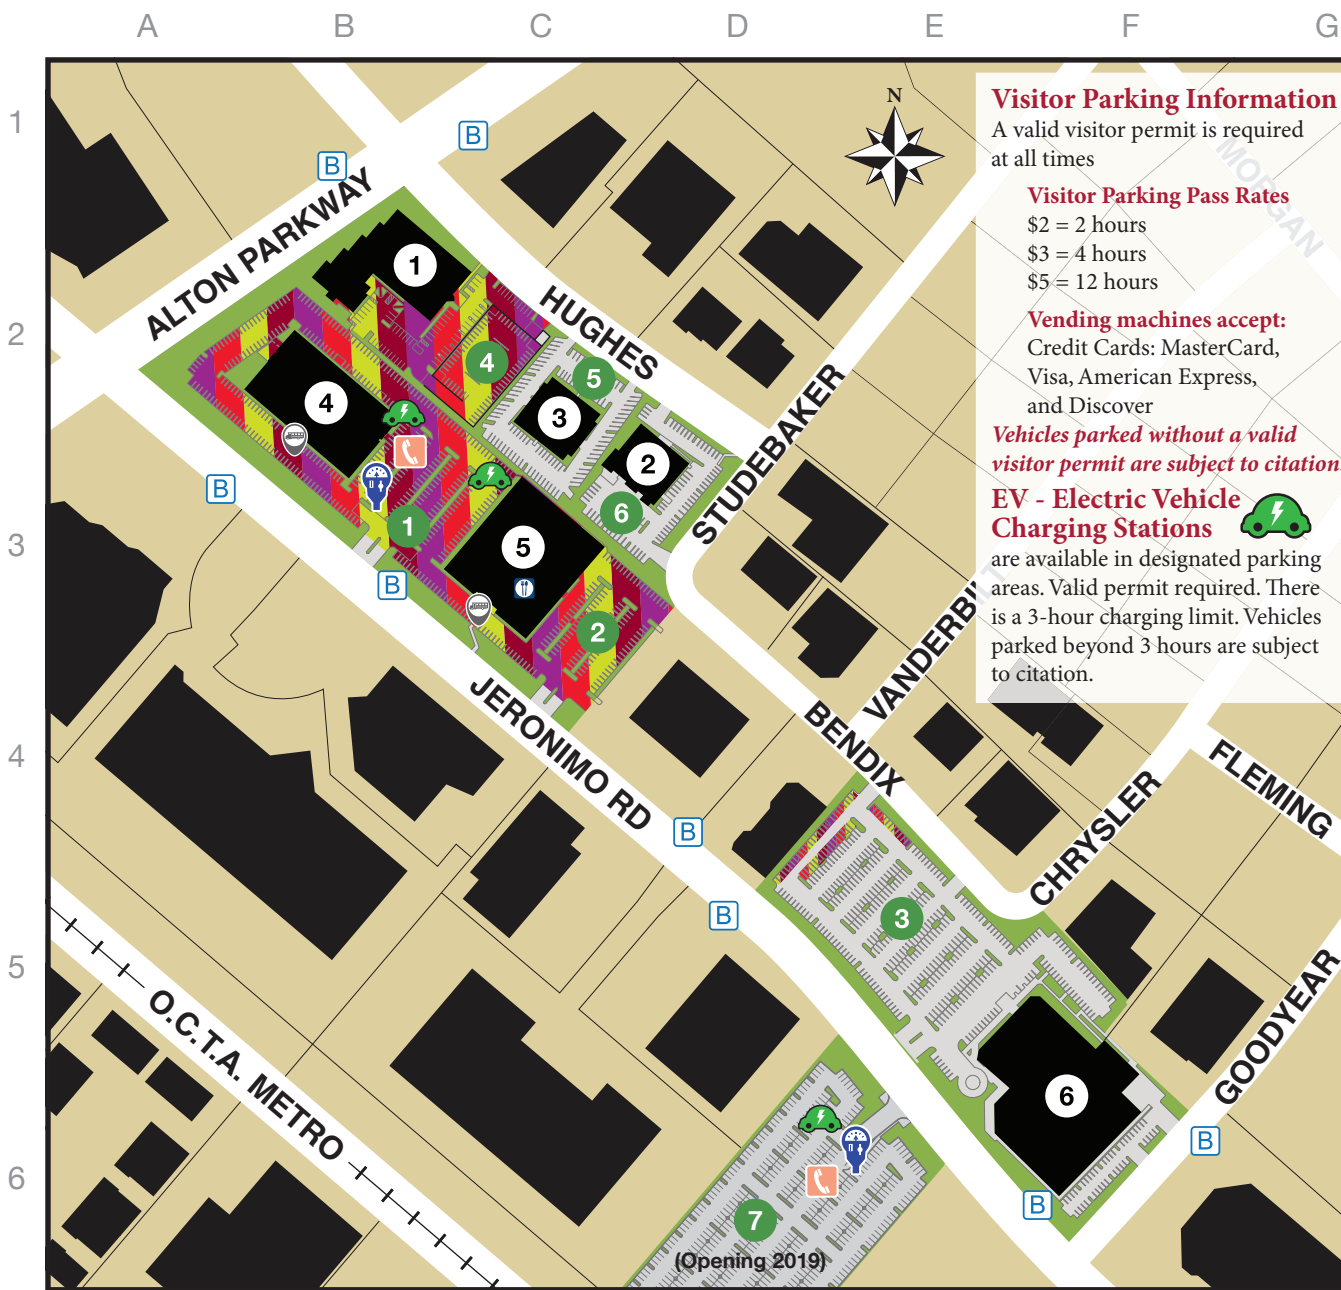 A B C D E F G
1
2
3
4
5
6
N
Visitor Parking Information
A valid visitor permit is required
at all times
Visitor Parking Pass Rates
$2 = 2 hours
$3 = 4 hours
$5 = 12 hours
Vending machines accept:
Credit Cards: MasterCard,
Visa, American Express,
and Discover
Vehicles parked without a valid
visitor permit are subject to citation.
EV - Electric Vehicle
Charging Stations
are available in designated parking
areas. Valid permit required. There
is a 3-hour charging limit. Vehicles
parked beyond 3 hours are subject
to citation.
MORGAN
B
B
ALTON PARKWAY
1
HUGHES
4
5
4
3
2
STUDEBAKER
B
1
6
5
B
2
VANDERBILT
JERONIMO RD
BENDIX
FLEMING
CHRYSLER
B
B
3
GOODYEAR
O.C.T.A. METRO
6
B
B
7
(Opening 2019)